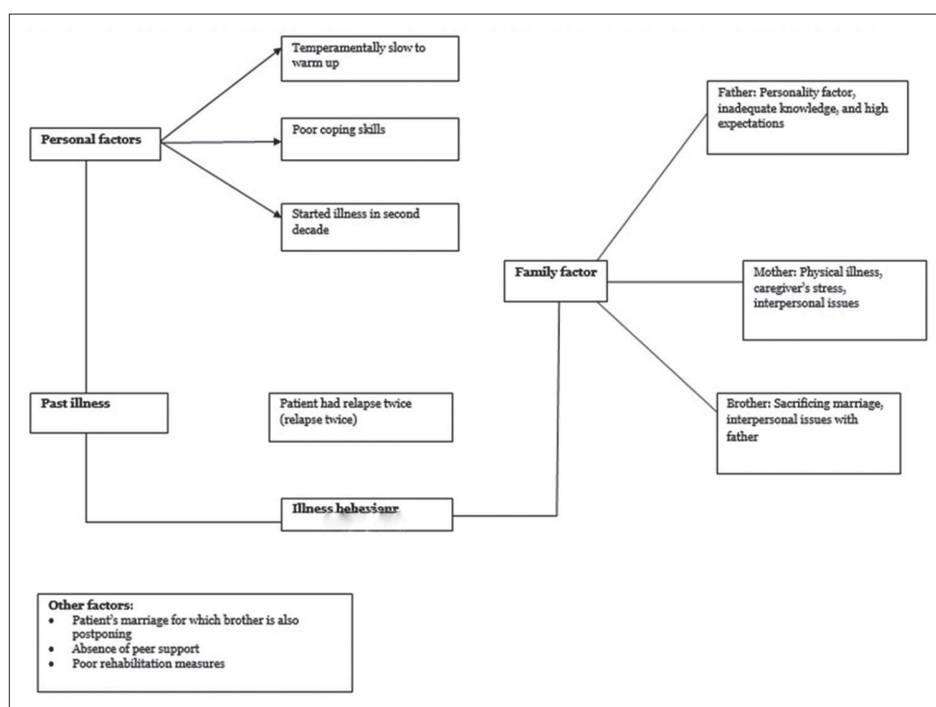 Temperamentally slow to
warm up
Personal factors
Poor coping skills
Started illness in second
decade
Father: Personality factor,
inadequate knowledge, and high
expectations
Family factor
Mother: Physical illness,
caregiver's stress,
interpersonal issues
Past illness
Patient had relapse twice
(relapse twice)
Brother: Sacrificing marriage,
interpersonal issues with
father
Illness behaviour
Other factors:
• Patient's marriage for which brother is also
postponing
• Absence of peer support
• Poor rehabilitation measures